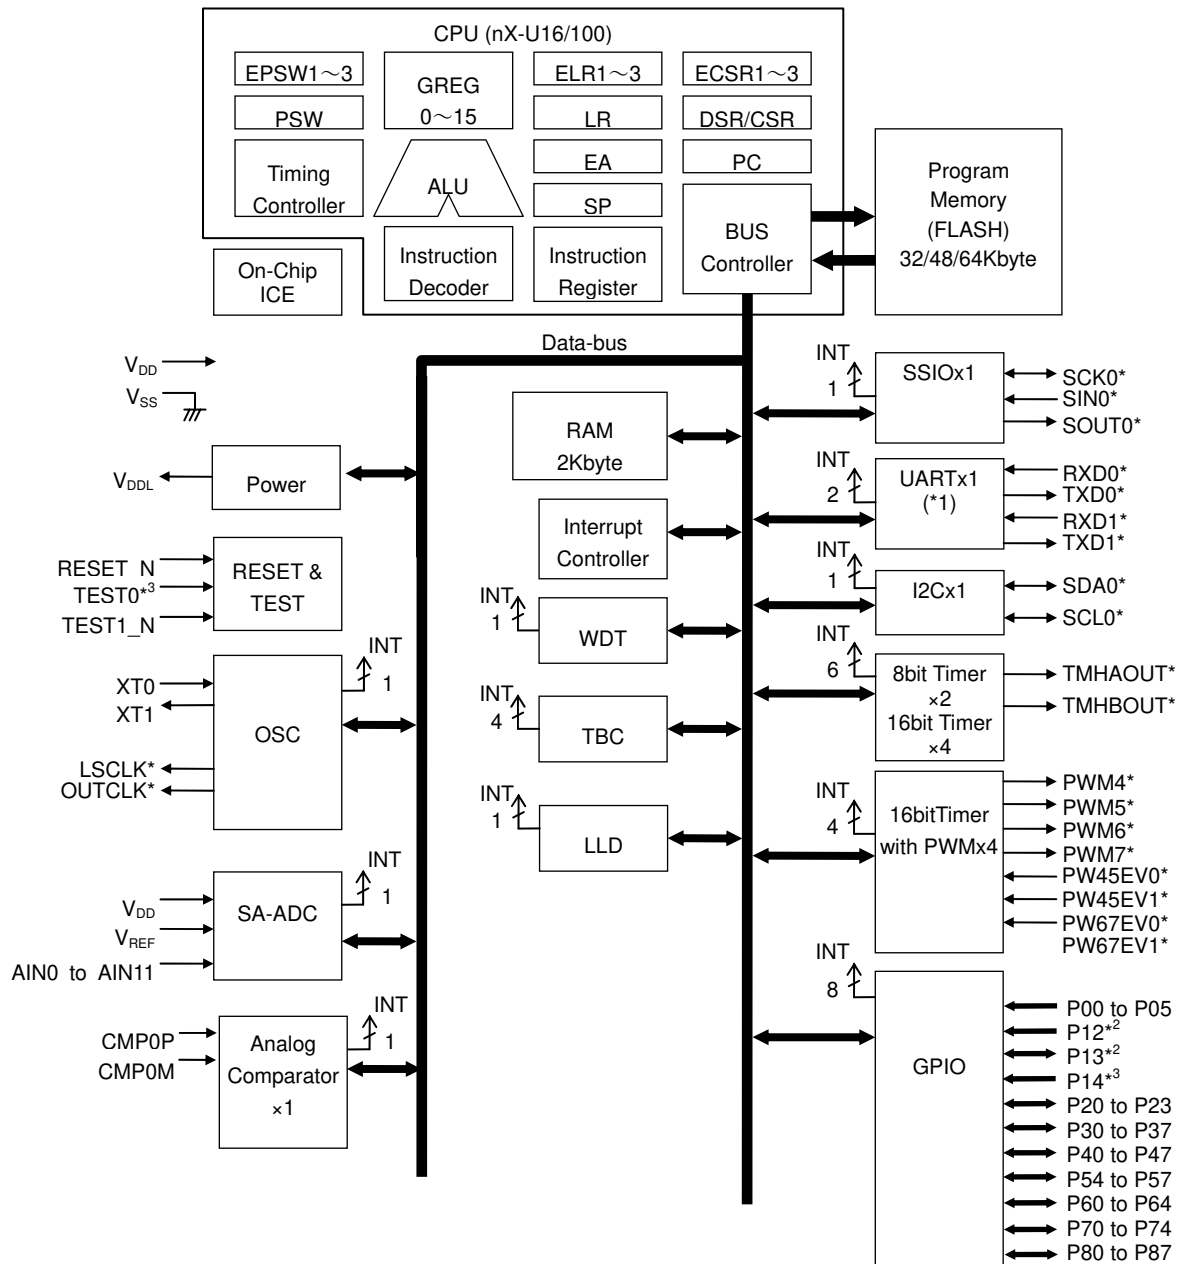 CPU (nX-U16/100)
EPSW1～3
GREG
0～15
ELR1～3
ECSR1～3
PSW
LR
DSR/CSR
Timing
Controller
ALU
EA
PC
SP
BUS
Controller
Program
Memory
(FLASH)
32/48/64Kbyte
On-Chip
ICE
Instruction
Decoder
Instruction
Register
Data-bus
VDD
VSS
INT
1
SSIOx1
SCK0*
SIN0*
SOUT0*
RAM
2Kbyte
VDDL
Power
INT
2
UARTx1
(*1)
RXD0*
TXD0*
RXD1*
TXD1*
Interrupt
Controller
RESET_N
TEST0*3
TEST1_N
RESET &
TEST
INT
1
I2Cx1
SDA0*
SCL0*
INT
1
WDT
INT
6
8bit Timer
×2
16bit Timer
×4
TMHAOUT*
TMHBOUT*
XT0
XT1
LSCLK*
OUTCLK*
OSC
INT
1
INT
4
TBC
INT
1
LLD
INT
4
16bitTimer
with PWMx4
PWM4*
PWM5*
PWM6*
PWM7*
PW45EV0*
PW45EV1*
PW67EV0*
PW67EV1*
VDD
VREF
AIN0 to AIN11
SA-ADC
INT
1
CMP0P
CMP0M
Analog
Comparator
×1
INT
1
INT
8
GPIO
P00 to P05
P12*2
P13*2
P14*3
P20 to P23
P30 to P37
P40 to P47
P54 to P57
P60 to P64
P70 to P74
P80 to P87